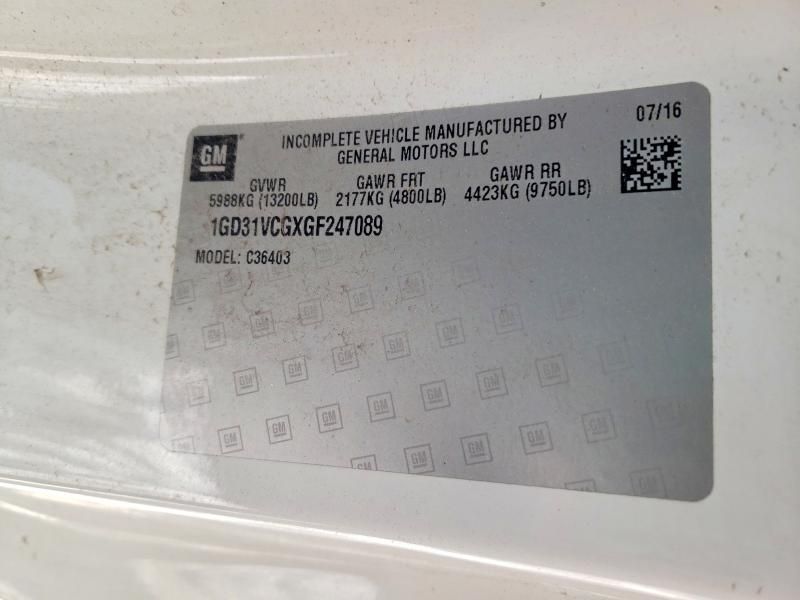 07/16
GM
INCOMPLETE VEHICLE MANUFACTURED BY
GENERAL MOTORS LLC
GVWR GAWR FRT GAWR RR
5988KG (13200LB) 2177KG (4800LB) 4423KG (9750LB)
1GD31VCGXGF247089
MODEL: C36403